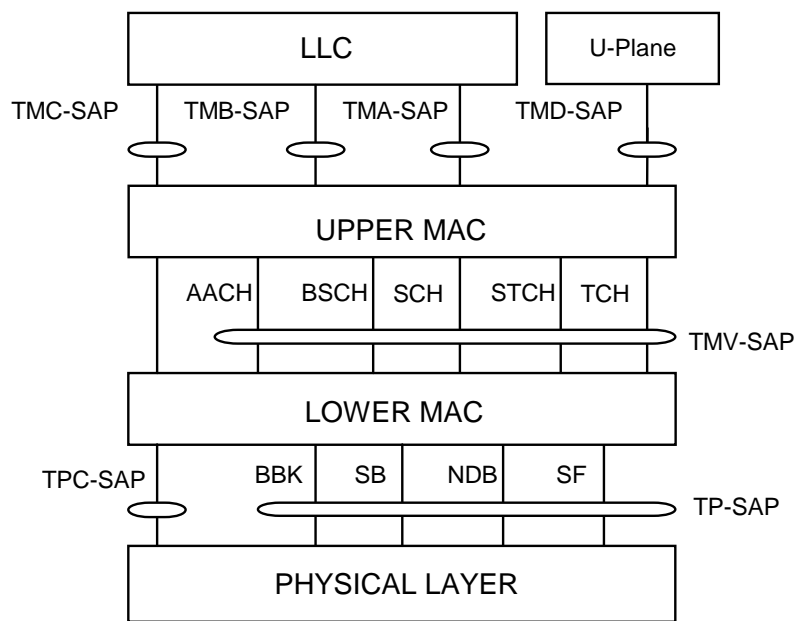 LLC
U-Plane
TMC-SAP TMB-SAP TMA-SAP TMD-SAP
UPPER MAC
AACH BSCH SCH STCH TCH
TMV-SAP
LOWER MAC
TPC-SAP BBK SB NDB SF
TP-SAP
PHYSICAL LAYER